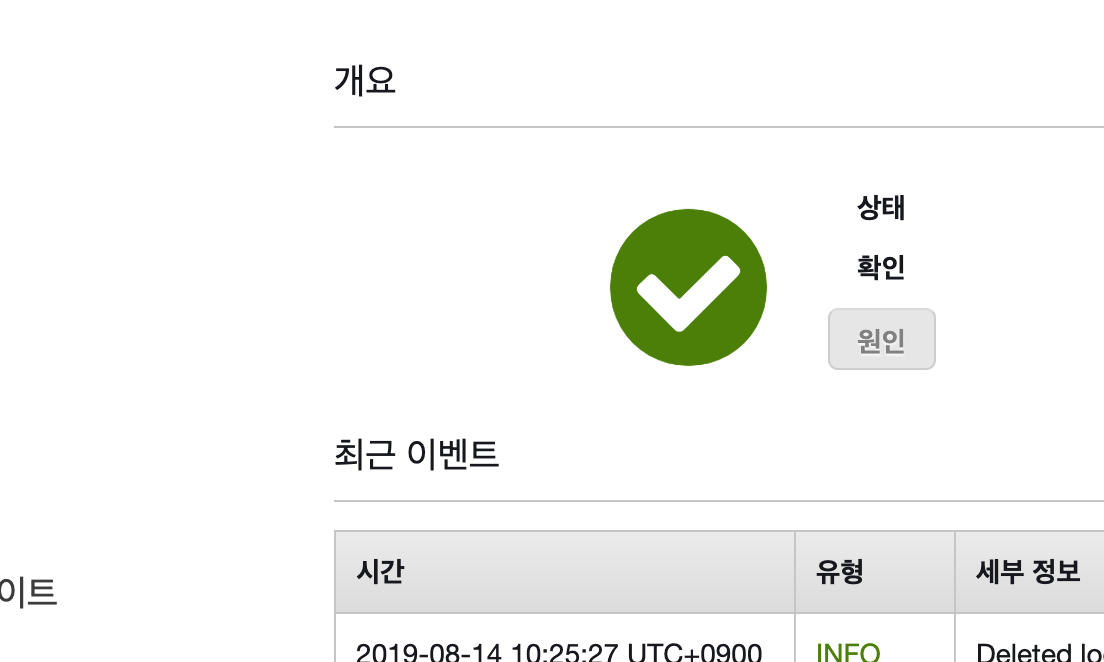 개요
상태
확인
원인
최근 이벤트
시간 유형 세부 정보
이트
2019-08-14 10:25:27 UTC+0900 INFO Deleted lo